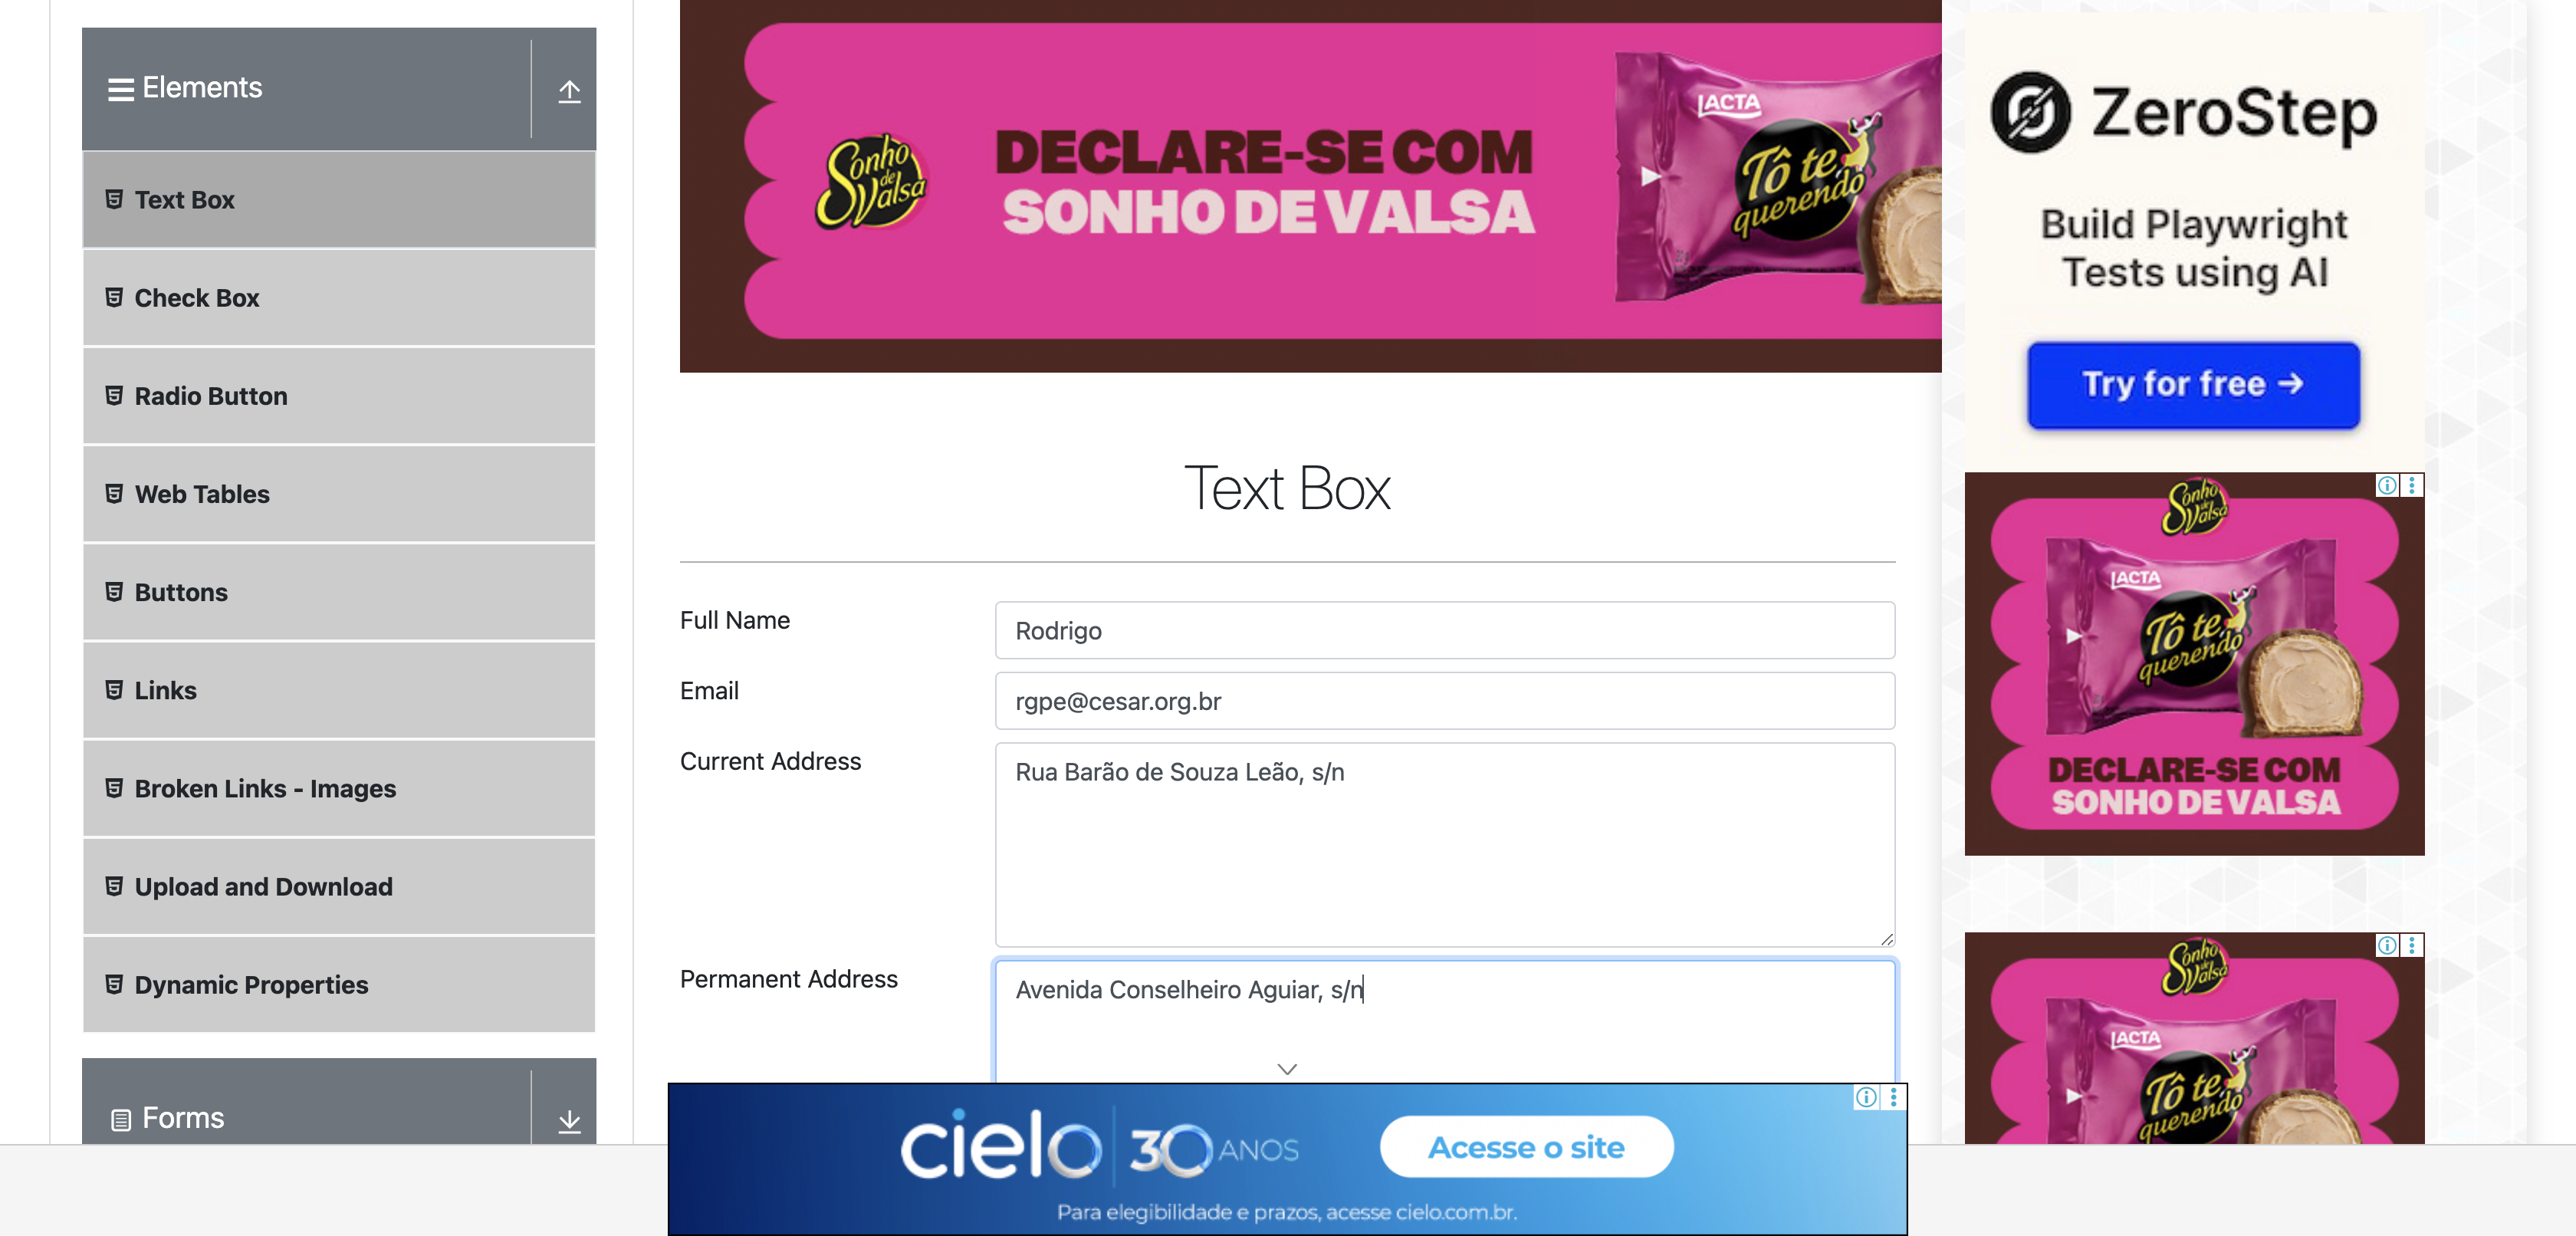 Elements
Text Box
Check Box
Radio Button
Web Tables
Buttons
Links
Broken Links - Images
Upload and Download
Dynamic Properties
Forms
Sonho de Valsa
DECLARE-SE COM
SONHO DE VALSA
LACTA
Tô te querendo
Text Box
Full Name
Rodrigo
Email
rgpe@cesar.org.br
Current Address
Rua Barão de Souza Leão, s/n
Permanent Address
Avenida Conselheiro Aguiar, s/n
cielo 30 ANOS
Acesse o site
Para elegibilidade e prazos, acesse cielo.com.br.
ZeroStep
Build Playwright
Tests using AI
Try for free →
Sonho de Valsa
LACTA
Tô te querendo
DECLARE-SE COM
SONHO DE VALSA
Sonho de Valsa
LACTA
Tô te querendo